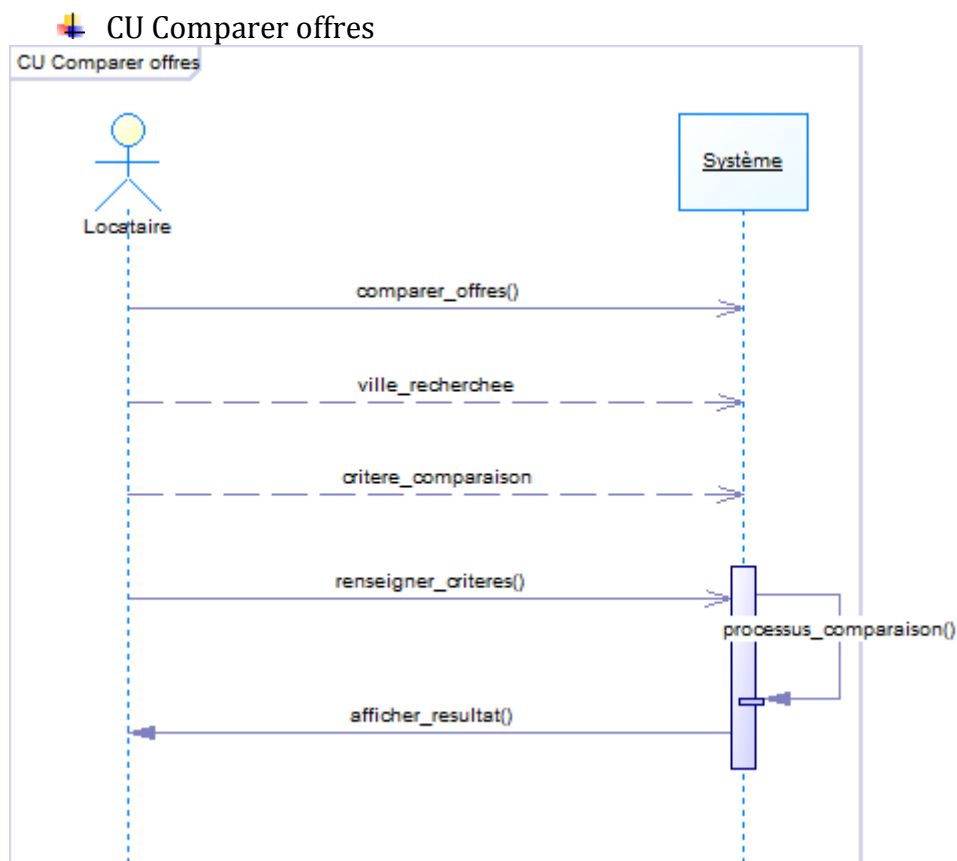 CU Comparer offres
CU Comparer offres
Système
Locataire
comparer_offres()
ville_recherchee
critere_comparaison
renseigner_criteres()
processus_comparaison()
afficher_resultat()